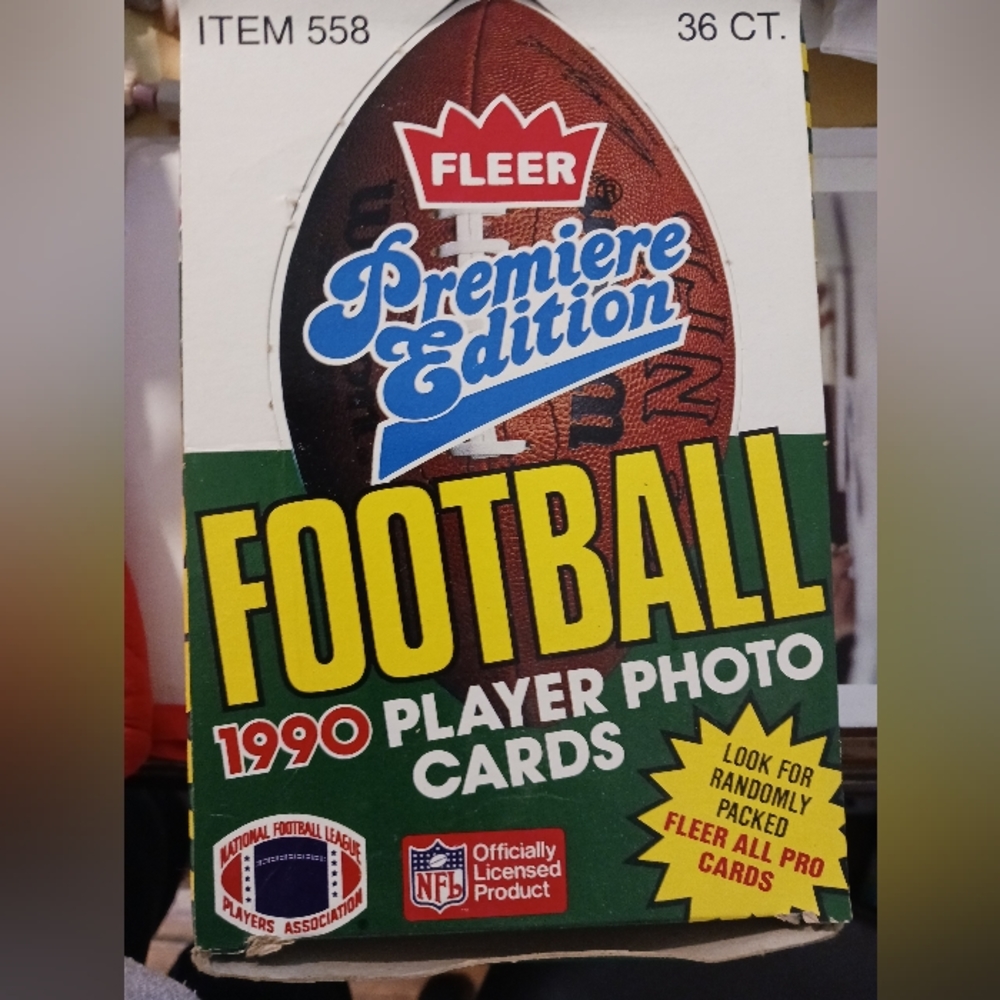 ITEM 558
36 CT.
FLEER
Premiere
Edition
FOOTBALL
1990 PLAYER PHOTO
CARDS
LOOK FOR
RANDOMLY
PACKED
FLEER ALL PRO
CARDS
NATIONAL FOOTBALL LEAGUE
PLAYERS ASSOCIATION
NFL
Officially
Licensed
Product